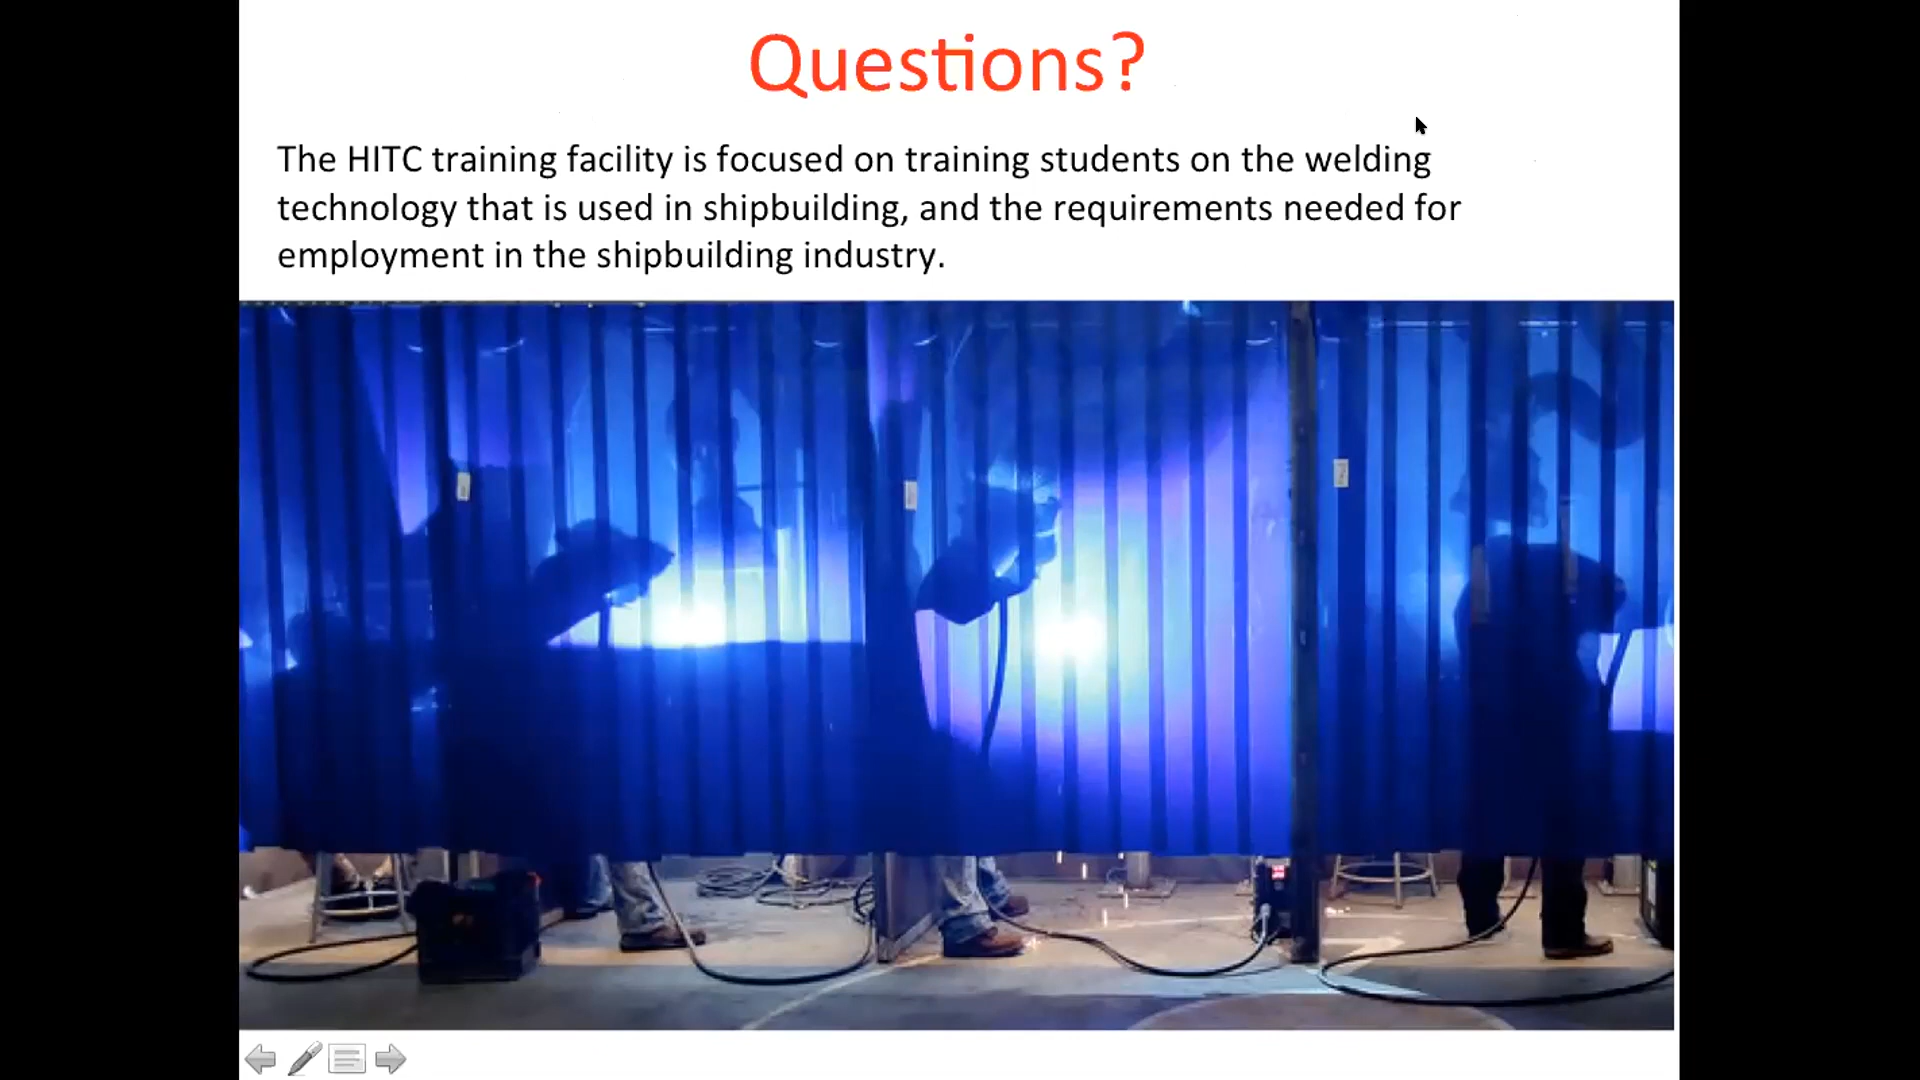 Questions?
The HITC training facility is focused on training students on the welding
technology that is used in shipbuilding, and the requirements needed for
employment in the shipbuilding industry.